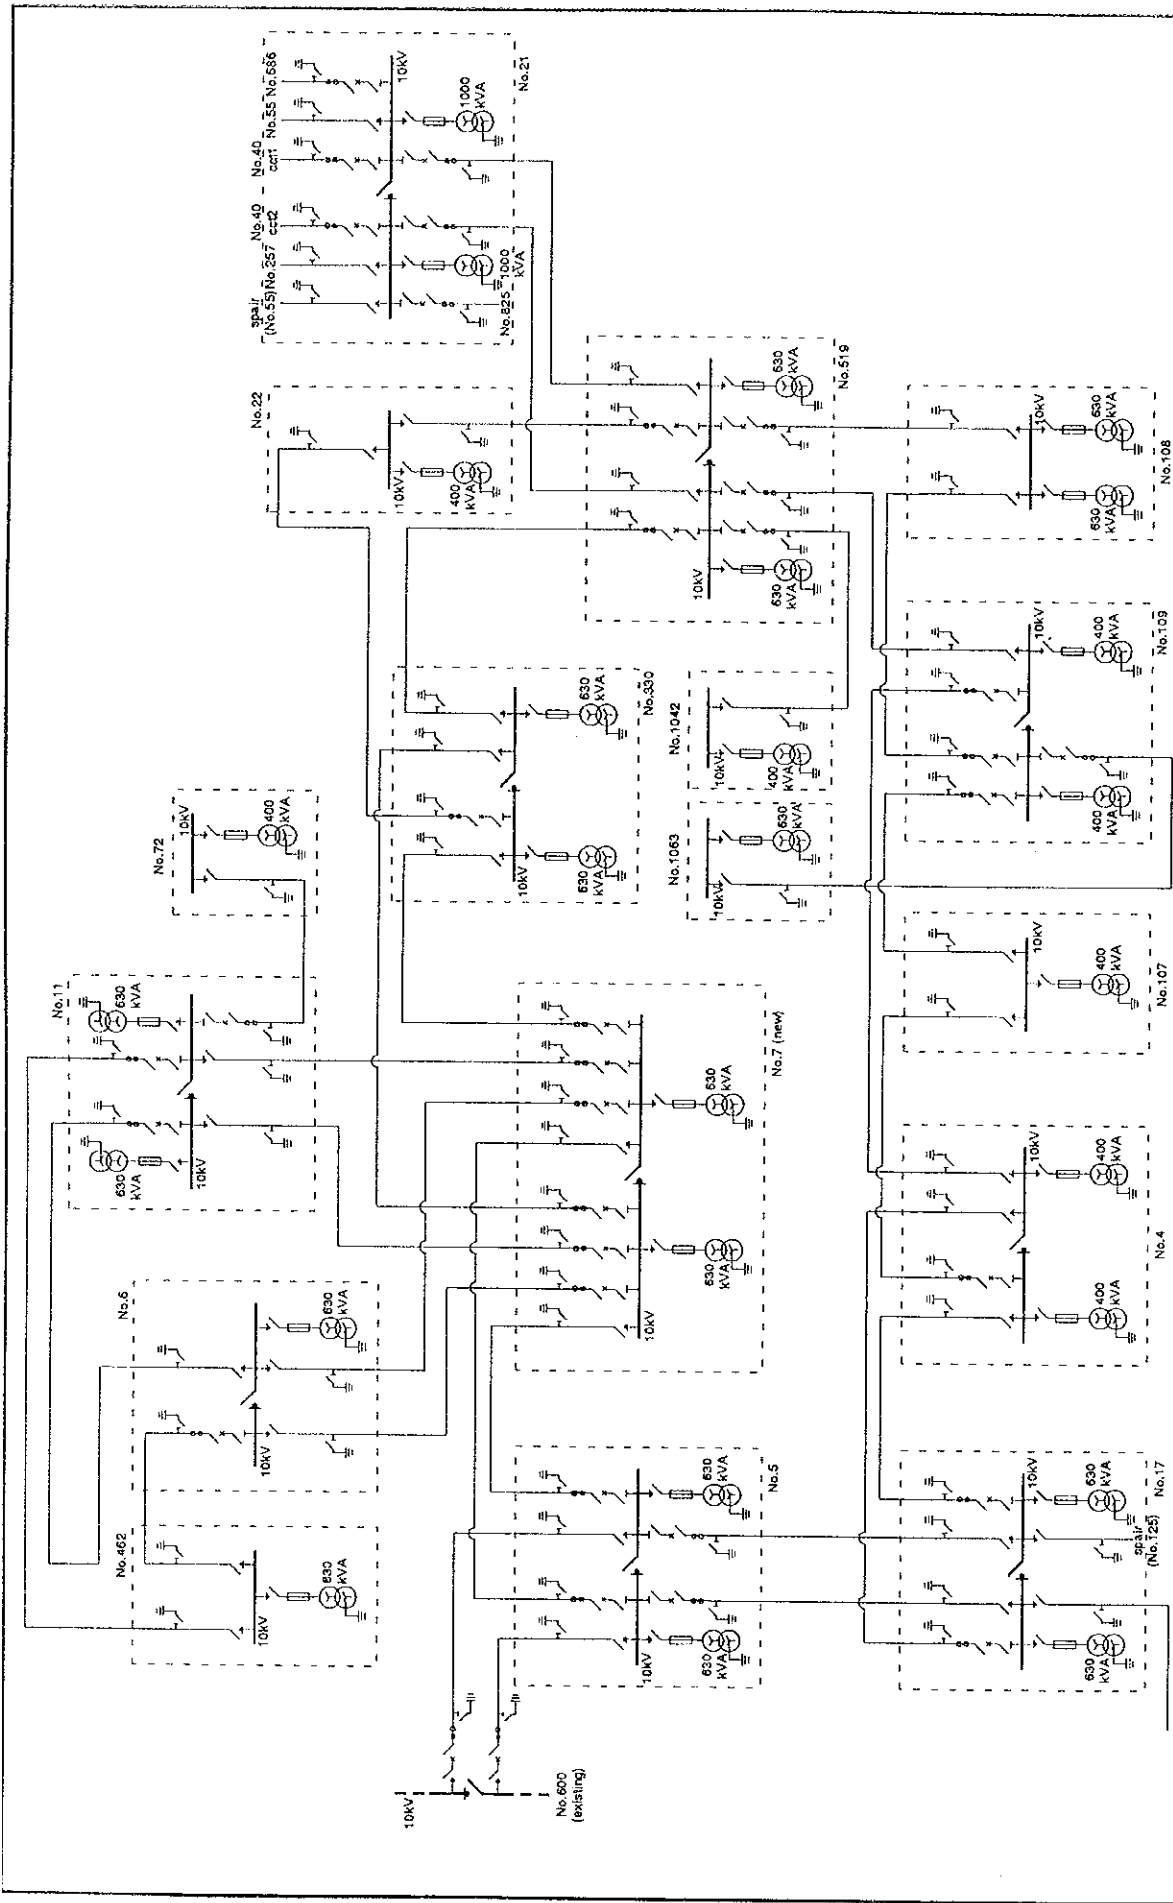 No.40 cct1
No.55
No.586
10kV
1000 kVA
No.21
spair (No.55)
No.257
No.40 cct2
No.825
1000 kVA
No.22
10kV
400 kVA
630 kVA
No.519
10kV
630 kVA
10kV
630 kVA
630 kVA
No.108
No.330
630 kVA
10kV
630 kVA
No.1042
10kV
400 kVA
No.1063
10kV
630 kVA
10kV
400 kVA
400 kVA
No.109
No.72
10kV
400 kVA
No.11
630 kVA
630 kVA
10kV
No.7 (new)
630 kVA
630 kVA
10kV
10kV
400 kVA
No.107
No.6
630 kVA
10kV
10kV
400 kVA
400 kVA
No.4
No.462
10kV
630 kVA
No.5
630 kVA
10kV
630 kVA
10kV
630 kVA
No.17
spair (No.125)
630 kVA
10kV
No.600 (existing)